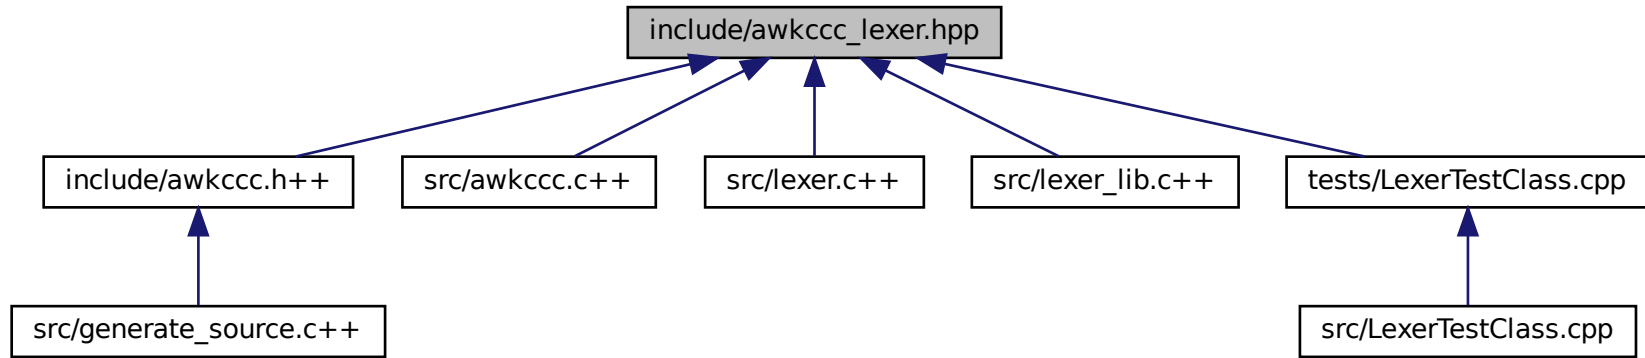 include/awkccc_lexer.hpp
include/awkccc.h++
src/awkccc.c++
src/lexer.c++
src/lexer_lib.c++
tests/LexerTestClass.cpp
src/generate_source.c++
src/LexerTestClass.cpp